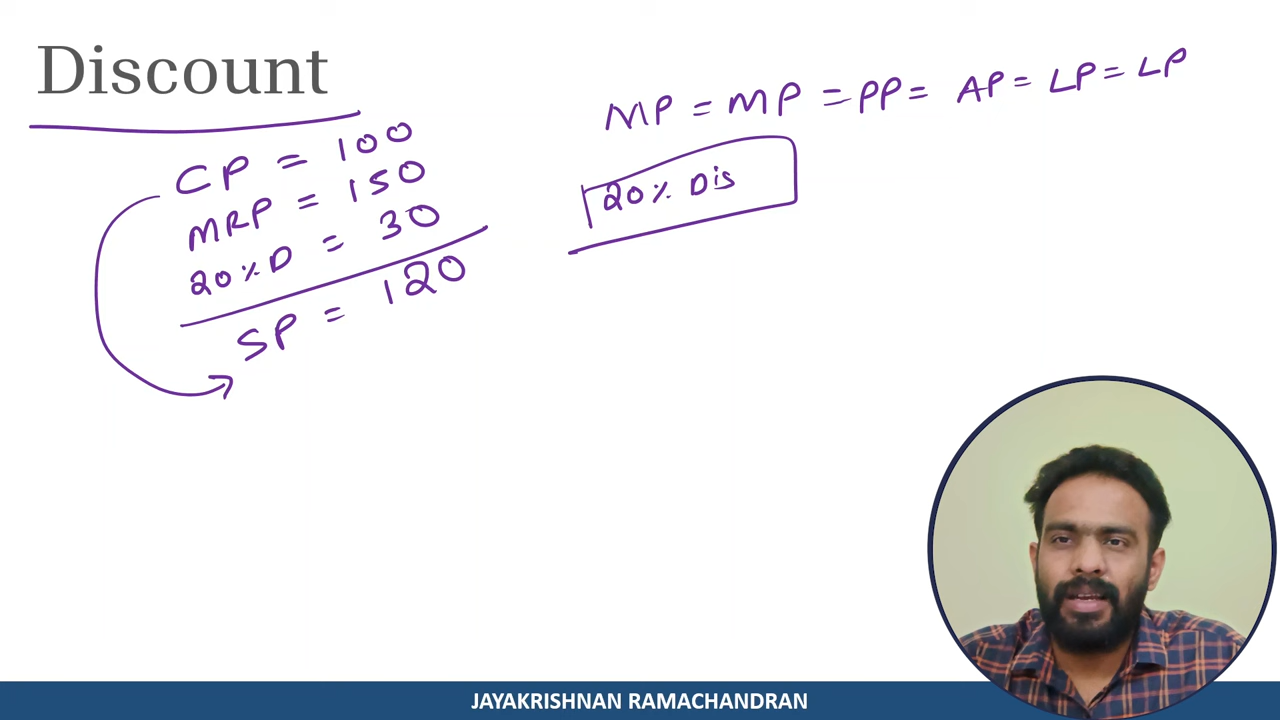 Discount
MP = MP = PP = AP = LP = LP
CP = 100
MRP = 150
20% D = 30
SP = 120
20% Dis
JAYAKRISHNAN RAMACHANDRAN